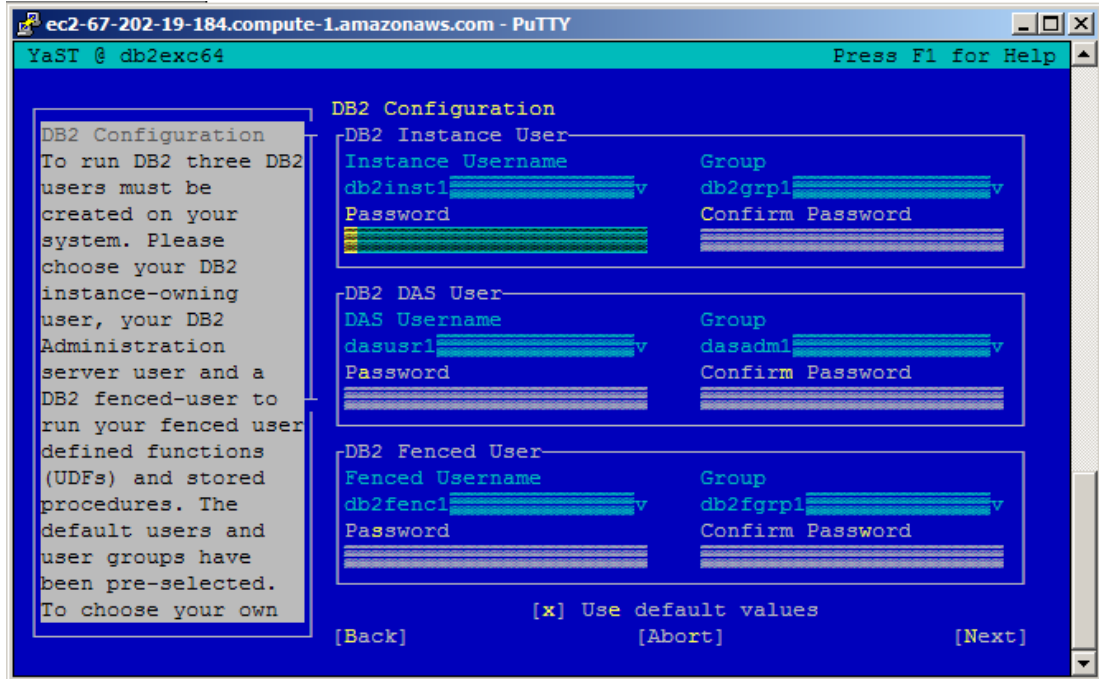 ec2-67-202-19-184.compute-1.amazonaws.com - PuTTY
YaST @ db2exc64 Press F1 for Help
DB2 Configuration
To run DB2 three DB2
users must be
created on your
system. Please
choose your DB2
instance-owning
user, your DB2
Administration
server user and a
DB2 fenced-user to
run your fenced user
defined functions
(UDFs) and stored
procedures. The
default users and
user groups have
been pre-selected.
To choose your own
DB2 Configuration
DB2 Instance User
Instance Username Group
db2inst1 v db2grp1 v
Password Confirm Password
DB2 DAS User
DAS Username Group
dasusr1 v dasadm1 v
Password Confirm Password
DB2 Fenced User
Fenced Username Group
db2fenc1 v db2fgrp1 v
Password Confirm Password
[x] Use default values
[Back] [Abort] [Next]